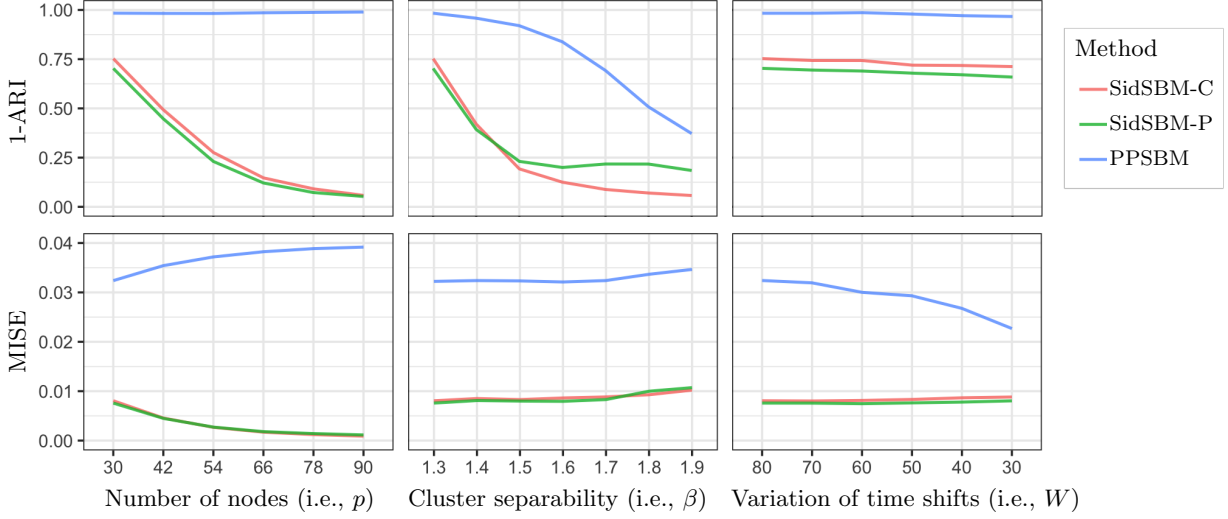 1-ARI
1.00
0.75
0.50
0.25
0.00
Method
SidSBM-C
SidSBM-P
PPSBM
MISE
0.04
0.03
0.02
0.01
0.00
30 42 54 66 78 90
1.3 1.4 1.5 1.6 1.7 1.8 1.9
80 70 60 50 40 30
Number of nodes (i.e., p)
Cluster separability (i.e., β)
Variation of time shifts (i.e., W)